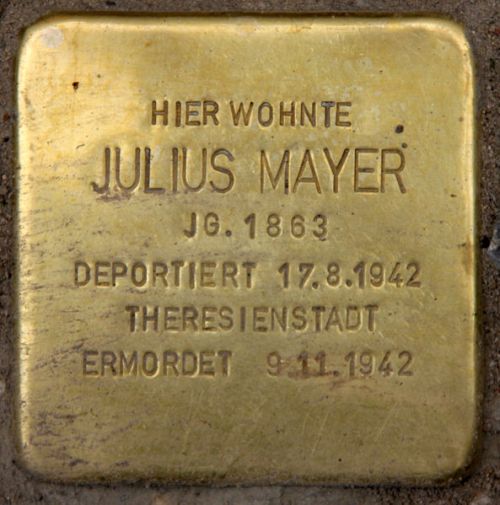 HIER WOHNTE
JULIUS MAYER
JG. 1863
DEPORTIERT 17.8.1942
THERESIENSTADT
ERMORDET 9.11.1942